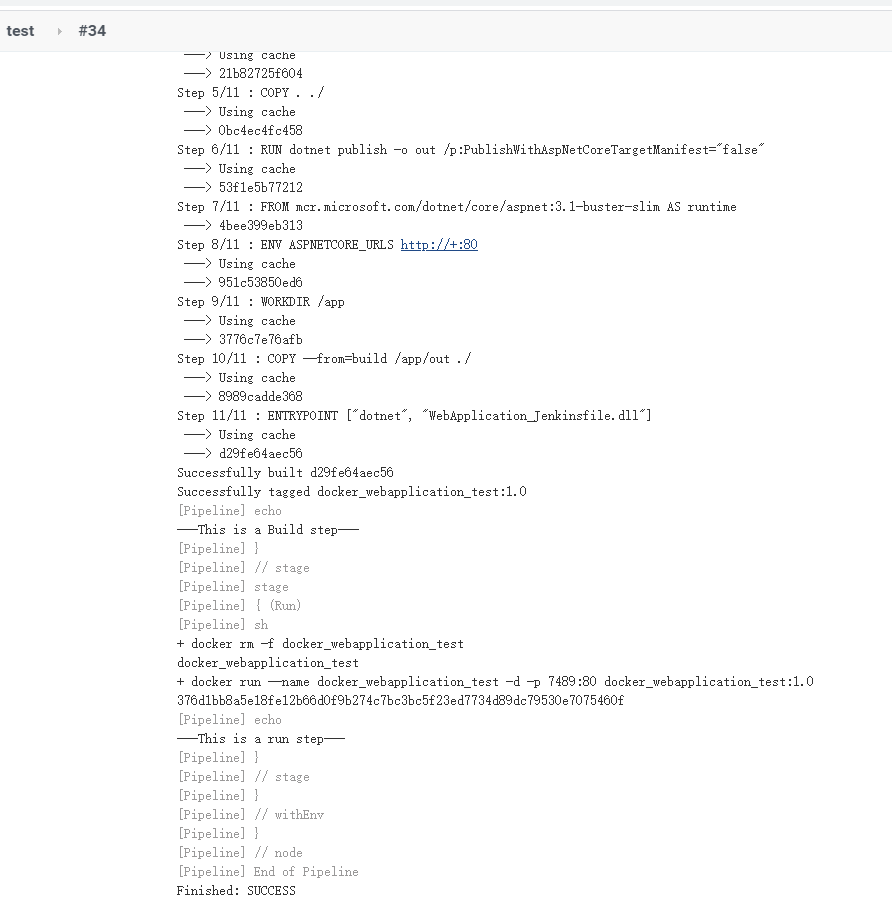 test › #34
---> Using cache
---> 21b82725f604
Step 5/11 : COPY . ./
---> Using cache
---> 0bc4ec4fc458
Step 6/11 : RUN dotnet publish -o out /p:PublishWithAspNetCoreTargetManifest="false"
---> Using cache
---> 53f1e5b77212
Step 7/11 : FROM mcr.microsoft.com/dotnet/core/aspnet:3.1-buster-slim AS runtime
---> 4bee399eb313
Step 8/11 : ENV ASPNETCORE_URLS http://+:80
---> Using cache
---> 951c53850ed6
Step 9/11 : WORKDIR /app
---> Using cache
---> 3776c7e76afb
Step 10/11 : COPY --from=build /app/out ./
---> Using cache
---> 8989cadde368
Step 11/11 : ENTRYPOINT ["dotnet", "WebApplication_Jenkinsfile.dll"]
---> Using cache
---> d29fe64aec56
Successfully built d29fe64aec56
Successfully tagged docker_webapplication_test:1.0
[Pipeline] echo
---This is a Build step---
[Pipeline] }
[Pipeline] // stage
[Pipeline] stage
[Pipeline] { (Run)
[Pipeline] sh
+ docker rm -f docker_webapplication_test
docker_webapplication_test
+ docker run --name docker_webapplication_test -d -p 7489:80 docker_webapplication_test:1.0
376d1bb8a5e18fe12b66d0f9b274c7bc3bc5f23ed7734d89dc79530e7075460f
[Pipeline] echo
---This is a run step---
[Pipeline] }
[Pipeline] // stage
[Pipeline] }
[Pipeline] // withEnv
[Pipeline] }
[Pipeline] // node
[Pipeline] End of Pipeline
Finished: SUCCESS